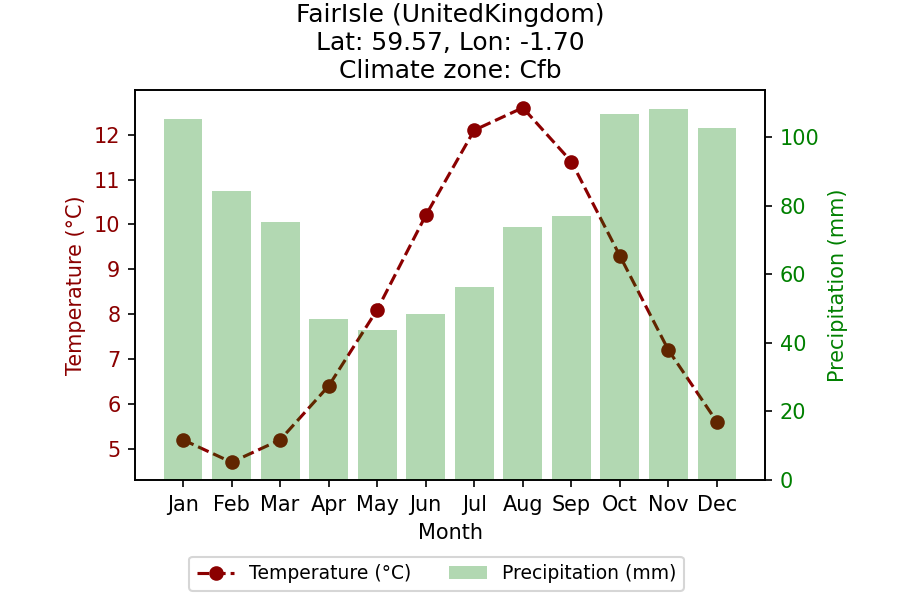 FairIsle (UnitedKingdom)
Lat: 59.57, Lon: -1.70
Climate zone: Cfb
Temperature (°C)
12
11
10
9
8
7
6
5
Precipitation (mm)
100
80
60
40
20
0
Jan Feb Mar Apr May Jun Jul Aug Sep Oct Nov Dec
Month
Temperature (°C) Precipitation (mm)